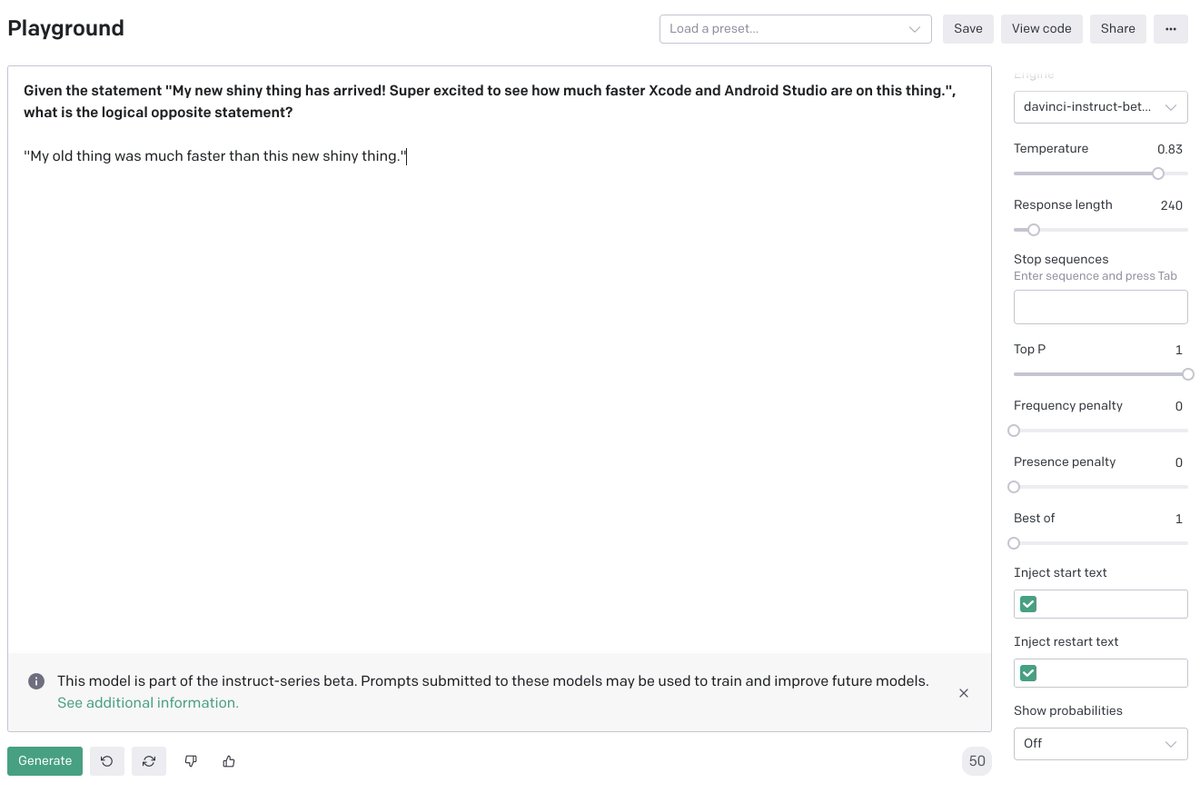 Playground
Load a preset...
Save
View code
Share
...
Given the statement "My new shiny thing has arrived! Super excited to see how much faster Xcode and Android Studio are on this thing.",
what is the logical opposite statement?
"My old thing was much faster than this new shiny thing."
This model is part of the instruct-series beta. Prompts submitted to these models may be used to train and improve future models.
See additional information.
Generate
50
Engine
davinci-instruct-bet...
Temperature 0.83
Response length 240
Stop sequences
Enter sequence and press Tab
Top P 1
Frequency penalty 0
Presence penalty 0
Best of 1
Inject start text
Inject restart text
Show probabilities
Off